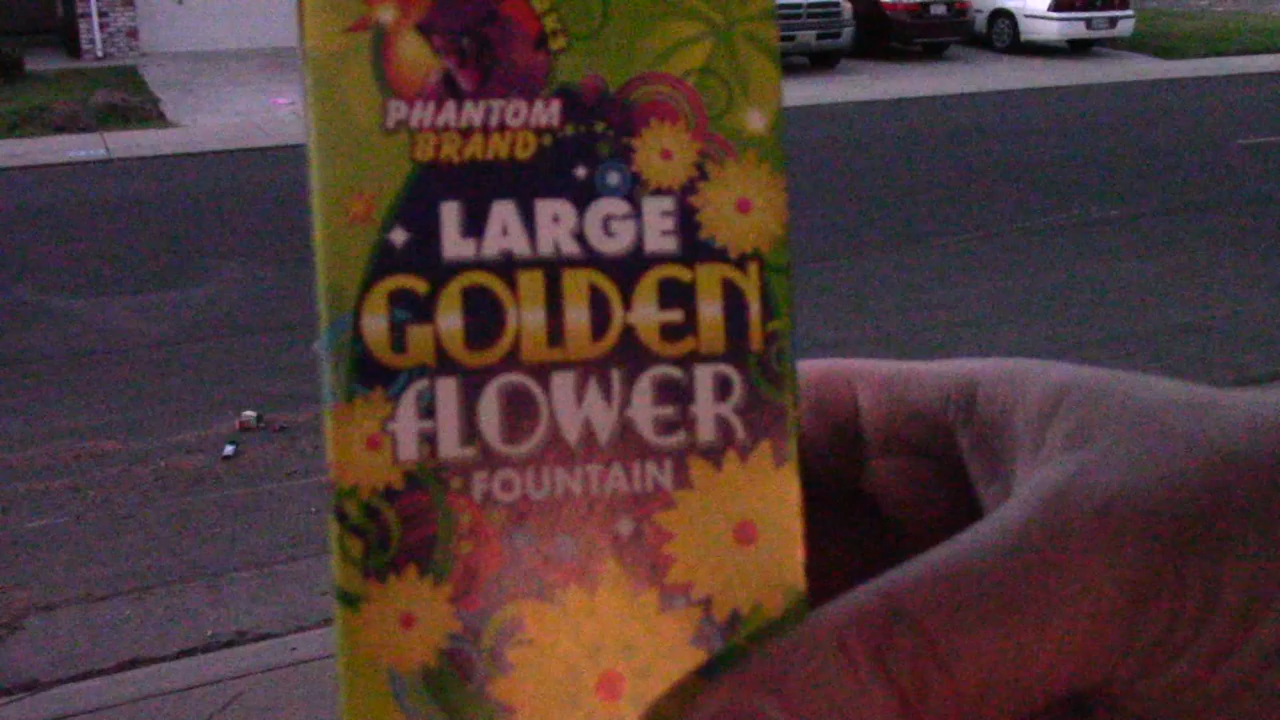 PHANTOM
BRAND
LARGE
GOLDEN
FLOWER
FOUNTAIN